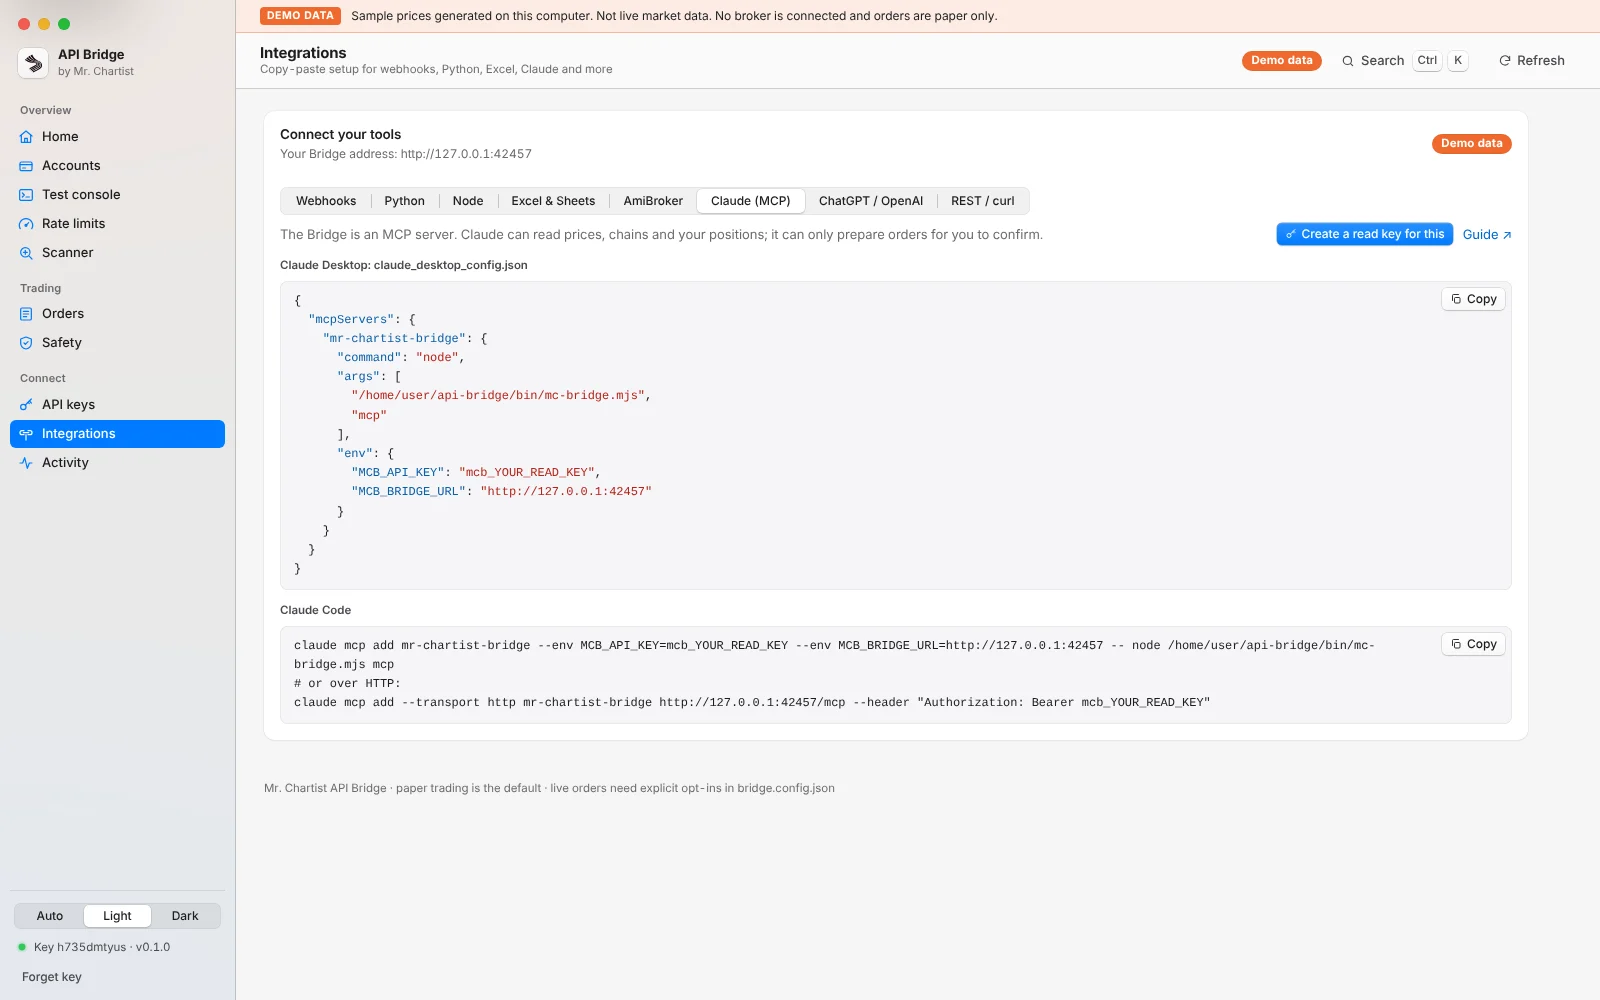 DEMO DATA Sample prices generated on this computer. Not live market data. No broker is connected and orders are paper only.
API Bridge
by Mr. Chartist
Overview
Home
Accounts
Test console
Rate limits
Scanner
Trading
Orders
Safety
Connect
API keys
Integrations
Activity
Auto Light Dark
Key h735dmtyus · v0.1.0
Forget key
Integrations
Copy-paste setup for webhooks, Python, Excel, Claude and more
Demo data Search Ctrl K Refresh
Connect your tools
Your Bridge address: http://127.0.0.1:42457
Demo data
Webhooks Python Node Excel & Sheets AmiBroker Claude (MCP) ChatGPT / OpenAI REST / curl
The Bridge is an MCP server. Claude can read prices, chains and your positions; it can only prepare orders for you to confirm.
Create a read key for this Guide ↗
Claude Desktop: claude_desktop_config.json
Copy
{
  "mcpServers": {
    "mr-chartist-bridge": {
      "command": "node",
      "args": [
        "/home/user/api-bridge/bin/mc-bridge.mjs",
        "mcp"
      ],
      "env": {
        "MCB_API_KEY": "mcb_YOUR_READ_KEY",
        "MCB_BRIDGE_URL": "http://127.0.0.1:42457"
      }
    }
  }
}
Claude Code
Copy
claude mcp add mr-chartist-bridge --env MCB_API_KEY=mcb_YOUR_READ_KEY --env MCB_BRIDGE_URL=http://127.0.0.1:42457 -- node /home/user/api-bridge/bin/mc-
bridge.mjs mcp
# or over HTTP:
claude mcp add --transport http mr-chartist-bridge http://127.0.0.1:42457/mcp --header "Authorization: Bearer mcb_YOUR_READ_KEY"
Mr. Chartist API Bridge · paper trading is the default · live orders need explicit opt-ins in bridge.config.json